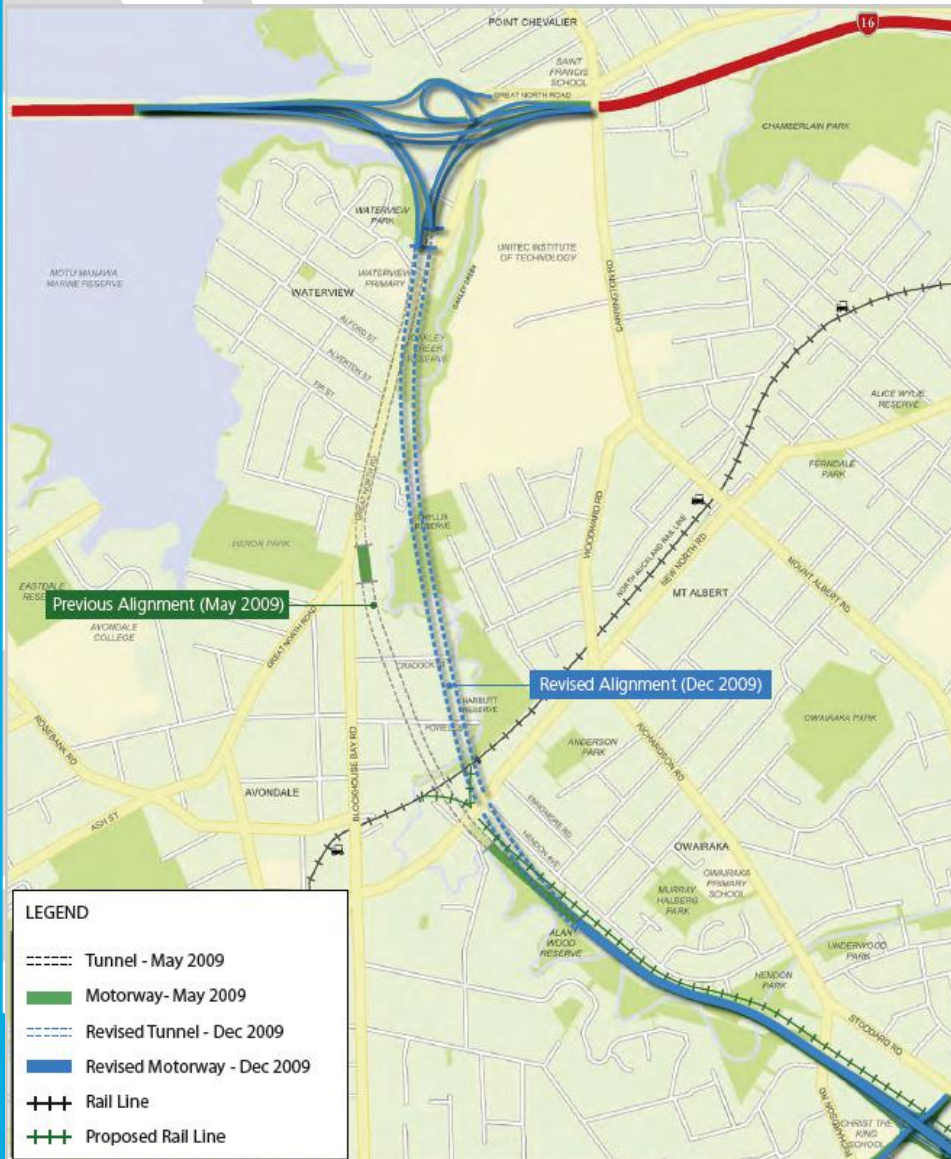 POINT CHEVALIER
16
SAINT
FRANCIS
SCHOOL
GREAT NORTH ROAD
CHAMBERLAIN PARK
WATERVIEW
PARK
UNITEC INSTITUTE
OF TECHNOLOGY
CARRINGTON RD
MOTU MANAWA
MARINE RESERVE
WATERVIEW
PRIMARY
WATERVIEW
OAKLEY CREEK
ALFORD ST
OAKLEY
CREEK
RESERVE
ALVERTON ST
FIR ST
ALICE WYLIE
RESERVE
FERNDALE
PARK
GREAT NORTH RD
PHYLLIS
RESERVE
WOODWARD RD
HERON PARK
NORTH AUCKLAND RAIL LINE
NEW NORTH RD
MOUNT ALBERT RD
MT ALBERT
EASTDALE
Previous Alignment (May 2009)
AVONDALE
COLLEGE
GREAT NORTH ROAD
CRADOCK ST
Revised Alignment (Dec 2009)
HARBUTT
RESERVE
OWAIRAKA PARK
ROSEBANK RD
ANDERSON
PARK
RICHARDSON RD
AVONDALE
BLOCKHOUSE BAY RD
ASH ST
HENDON AVE
OWAIRAKA
OWAIRAKA
PRIMARY
SCHOOL
MURRAY
HALBERG
PARK
ALAN
WOOD
RESERVE
UNDERWOOD
PARK
HENDON
PARK
STODDARD RD
RICHARDSON RD
CHRIST THE
KING
SCHOOL
LEGEND
Tunnel - May 2009
Motorway- May 2009
Revised Tunnel - Dec 2009
Revised Motorway - Dec 2009
Rail Line
Proposed Rail Line